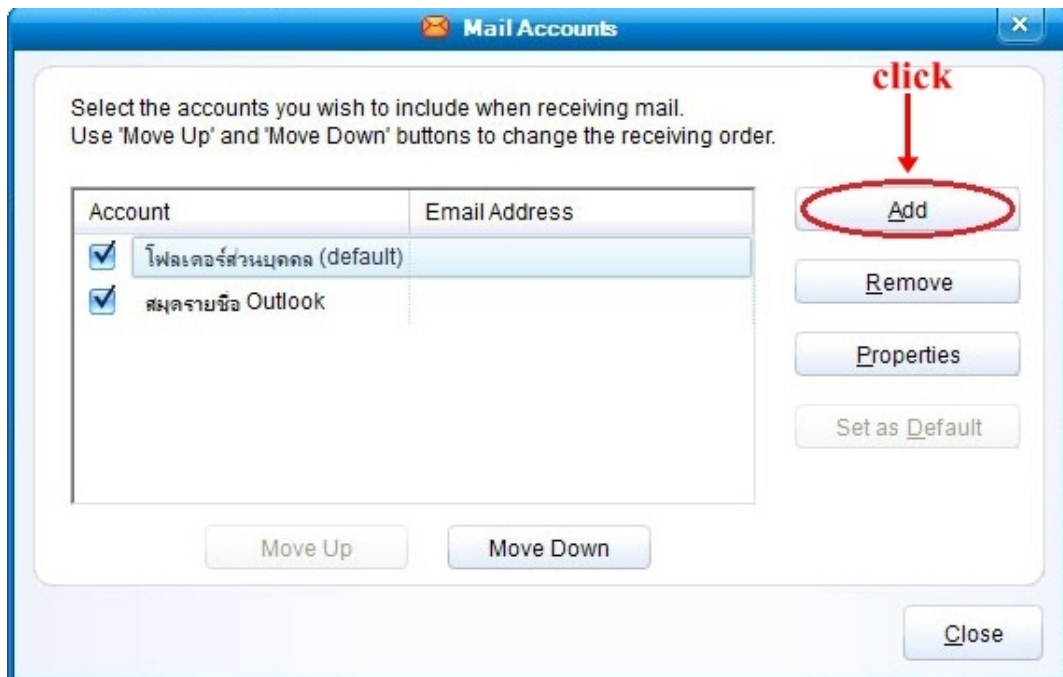 Mail Accounts
click
Select the accounts you wish to include when receiving mail.
Use 'Move Up' and 'Move Down' buttons to change the receiving order.
Account Email Address
โฟลเดอร์ส่วนบุคคล (default)
สมุดรายชื่อ Outlook
Add
Remove
Properties
Set as Default
Move Up Move Down
Close